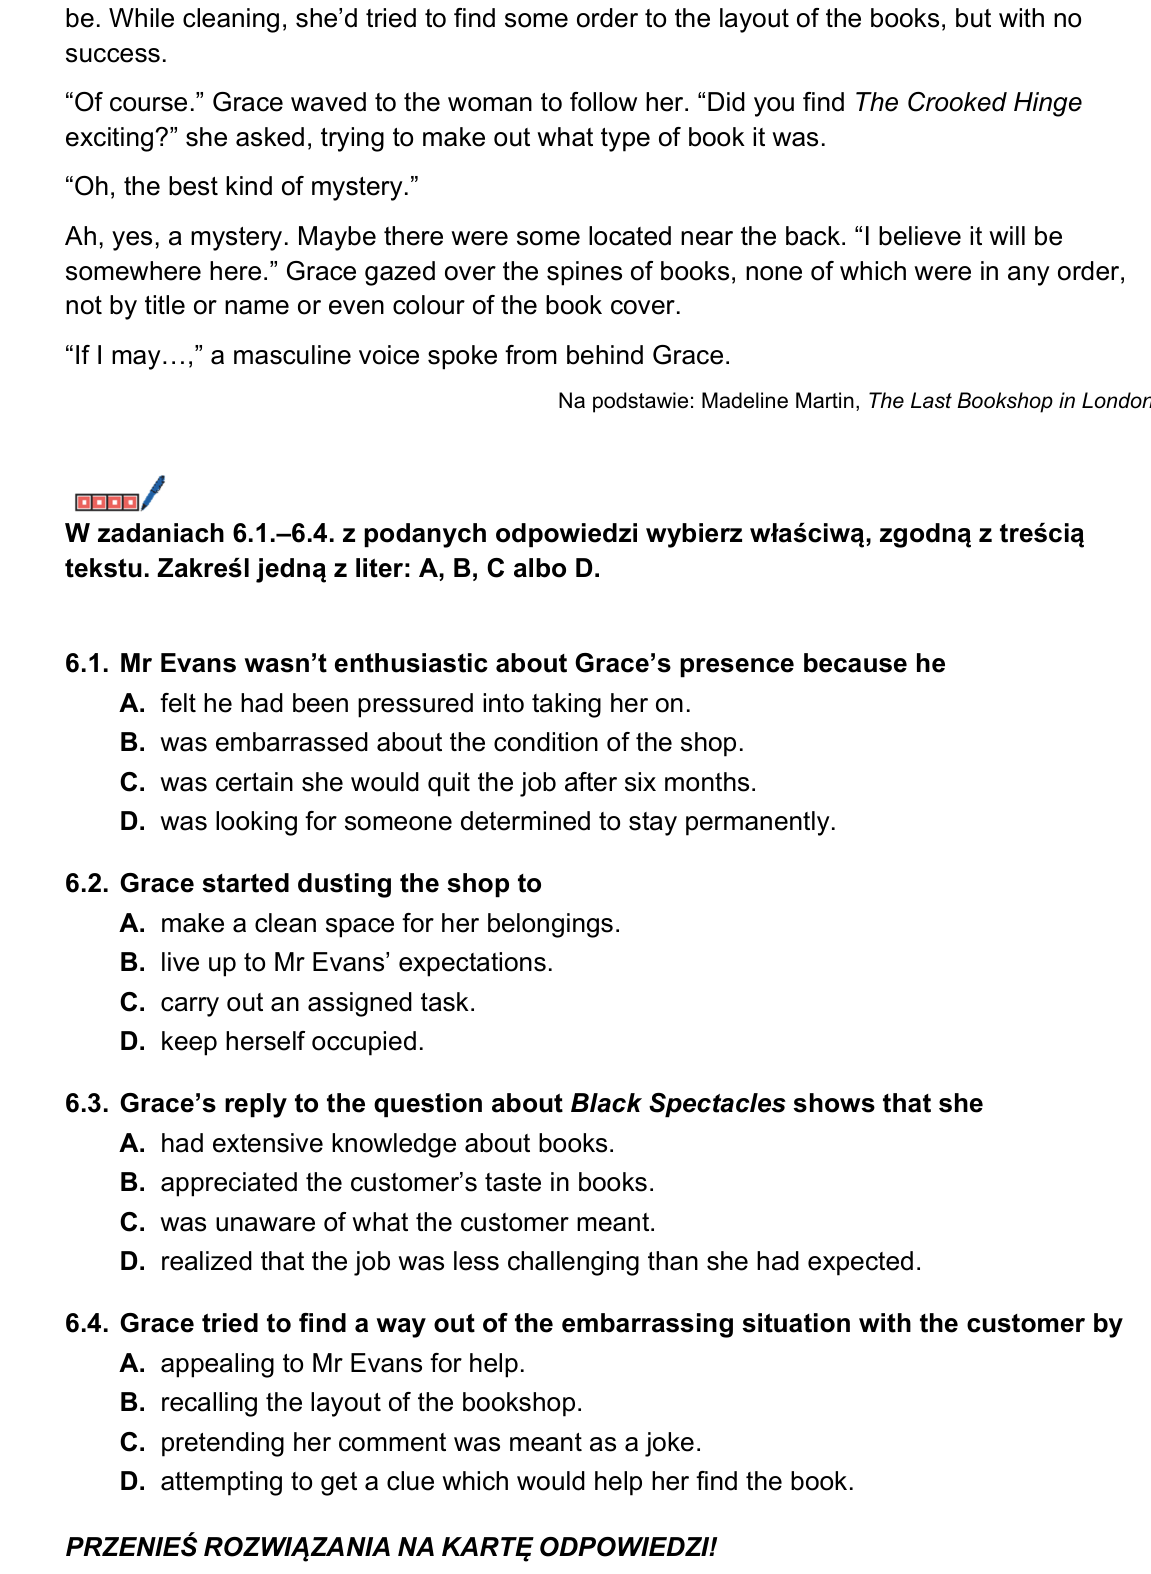 be. While cleaning, she’d tried to find some order to the layout of the books, but with no
success.
“Of course.” Grace waved to the woman to follow her. “Did you find The Crooked Hinge
exciting?” she asked, trying to make out what type of book it was.
“Oh, the best kind of mystery.”
Ah, yes, a mystery. Maybe there were some located near the back. “I believe it will be
somewhere here.” Grace gazed over the spines of books, none of which were in any order,
not by title or name or even colour of the book cover.
“If I may…,” a masculine voice spoke from behind Grace.
Na podstawie: Madeline Martin, The Last Bookshop in London
W zadaniach 6.1.–6.4. z podanych odpowiedzi wybierz właściwą, zgodną z treścią
tekstu. Zakreśl jedną z liter: A, B, C albo D.
6.1. Mr Evans wasn’t enthusiastic about Grace’s presence because he
A. felt he had been pressured into taking her on.
B. was embarrassed about the condition of the shop.
C. was certain she would quit the job after six months.
D. was looking for someone determined to stay permanently.
6.2. Grace started dusting the shop to
A. make a clean space for her belongings.
B. live up to Mr Evans’ expectations.
C. carry out an assigned task.
D. keep herself occupied.
6.3. Grace’s reply to the question about Black Spectacles shows that she
A. had extensive knowledge about books.
B. appreciated the customer’s taste in books.
C. was unaware of what the customer meant.
D. realized that the job was less challenging than she had expected.
6.4. Grace tried to find a way out of the embarrassing situation with the customer by
A. appealing to Mr Evans for help.
B. recalling the layout of the bookshop.
C. pretending her comment was meant as a joke.
D. attempting to get a clue which would help her find the book.
PRZENIEŚ ROZWIĄZANIA NA KARTĘ ODPOWIEDZI!